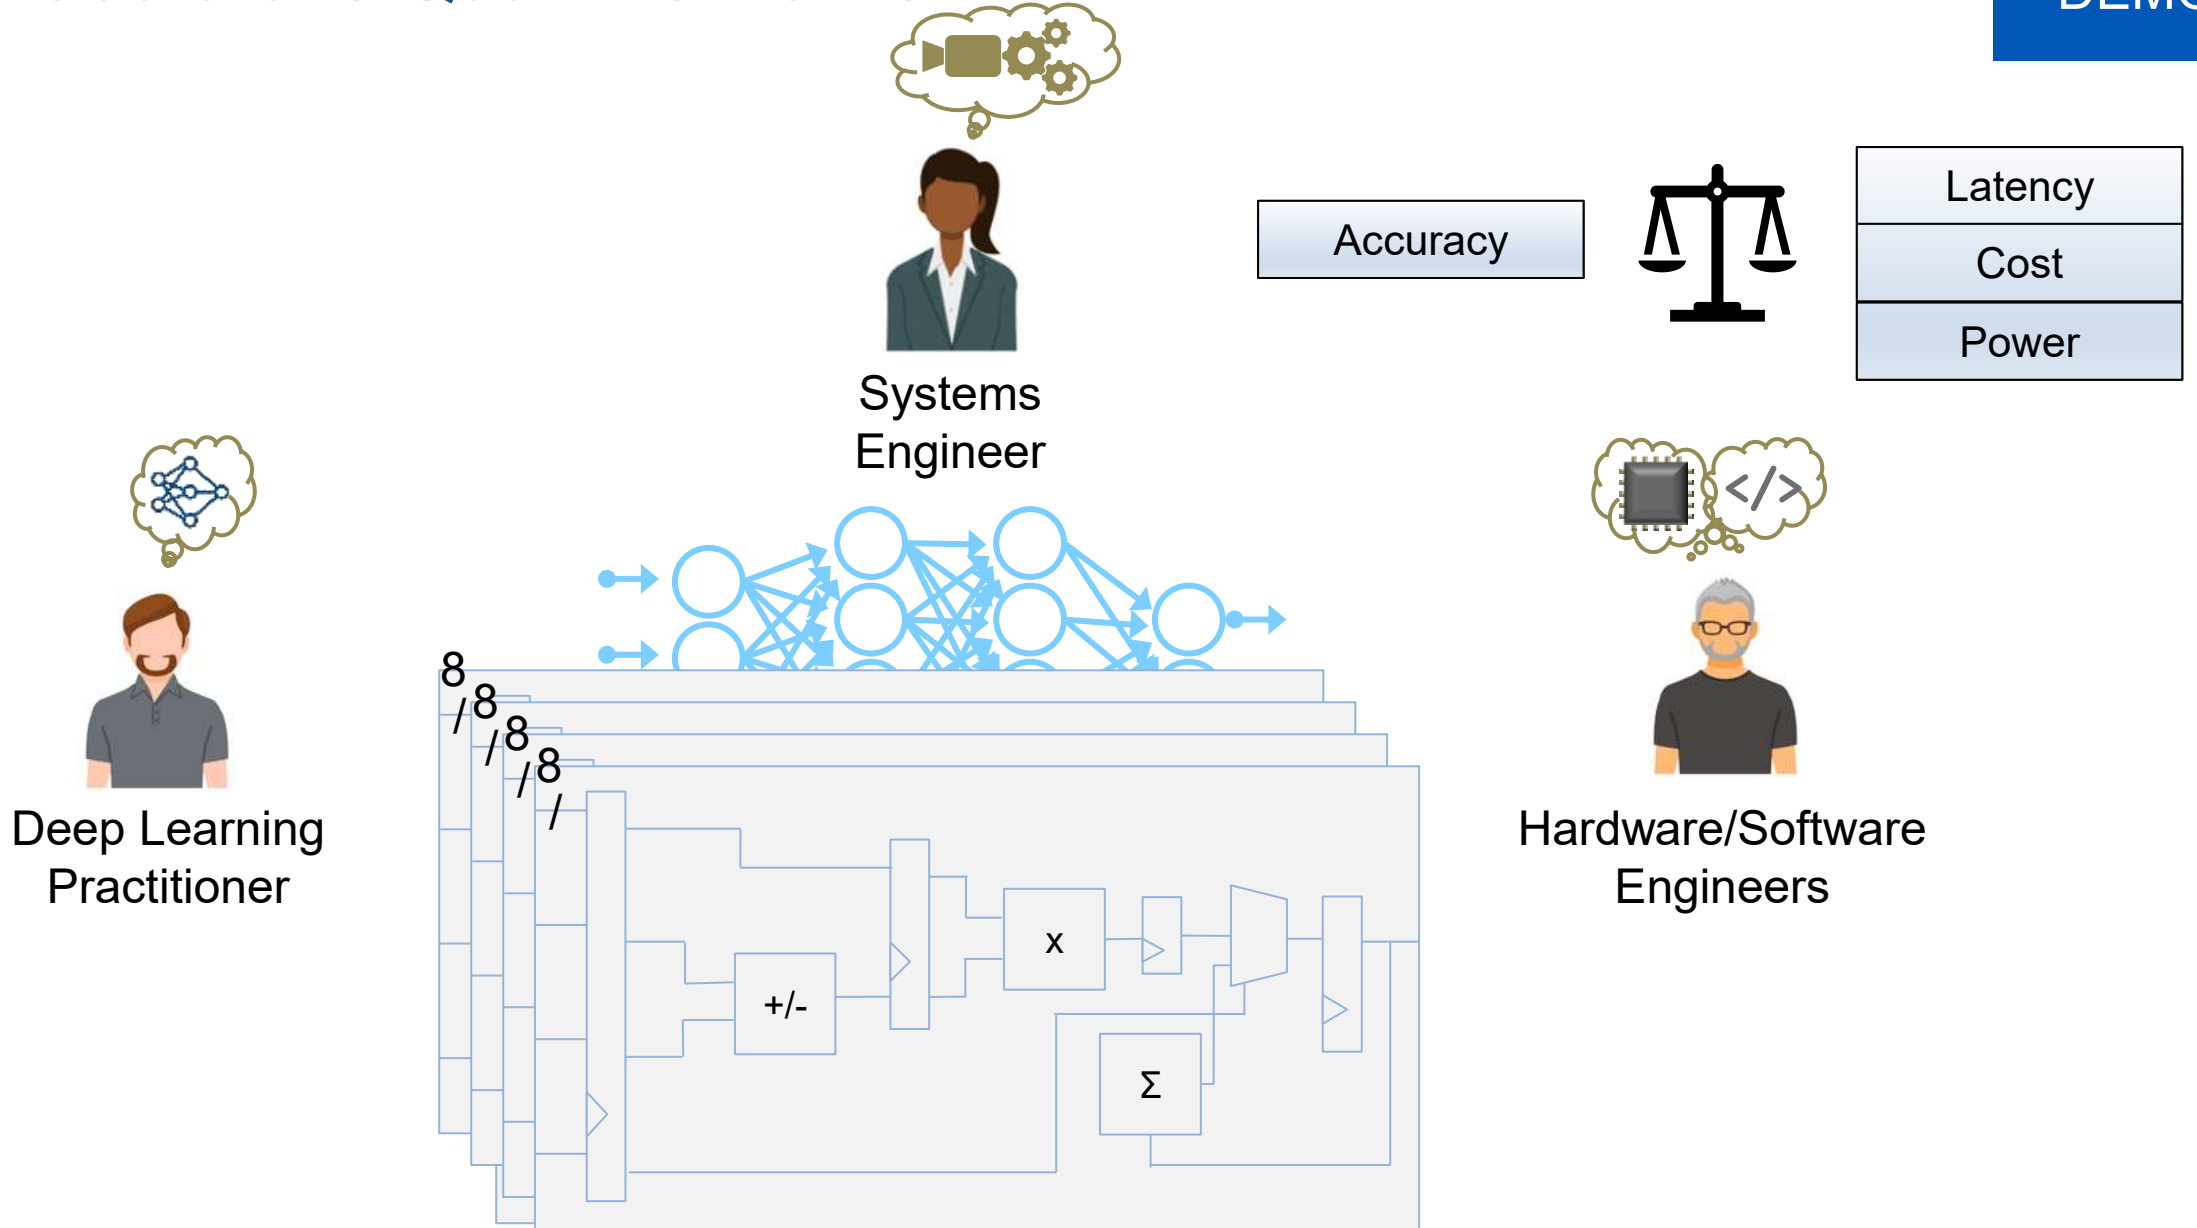 Accuracy
Latency
Cost
Power
Systems
Engineer
</>
Deep Learning
Practitioner
Hardware/Software
Engineers
8
/
8
/
8
/
8
/
x
+/-
Σ